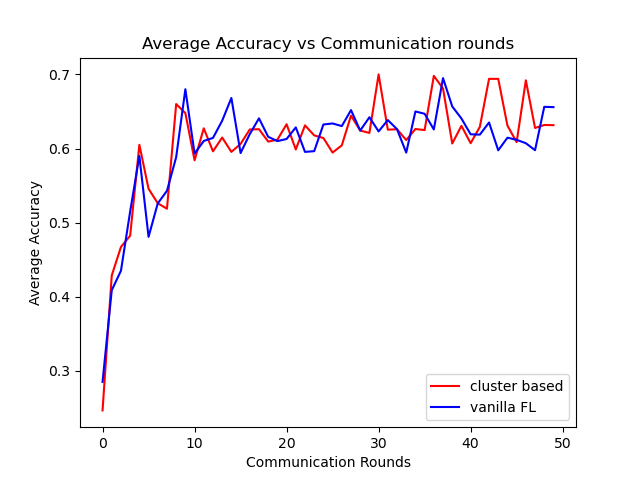 Average Accuracy vs Communication rounds
0.7
0.6
0.5
0.4
0.3
Average Accuracy
0 10 20 30 40 50
Communication Rounds
cluster based
vanilla FL